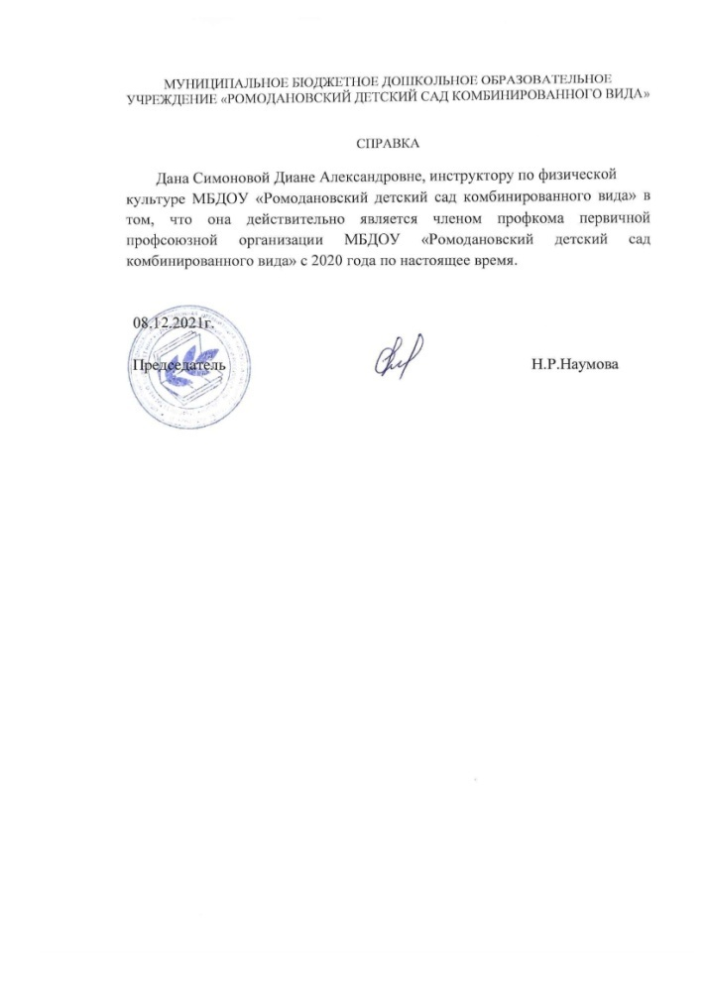 МУНИЦИПАЛЬНОЕ БЮДЖЕТНОЕ ДОШКОЛЬНОЕ ОБРАЗОВАТЕЛЬНОЕ
УЧРЕЖДЕНИЕ «РОМОДАНОВСКИЙ ДЕТСКИЙ САД КОМБИНИРОВАННОГО ВИДА»
СПРАВКА
Дана Симоновой Диане Александровне, инструктору по физической
культуре МБДОУ «Ромодановский детский сад комбинированного вида» в
том, что она действительно является членом профкома первичной
профсоюзной организации МБДОУ «Ромодановский детский сад
комбинированного вида» с 2020 года по настоящее время.
08.12.2021г.
Председатель Н.Р.Наумова